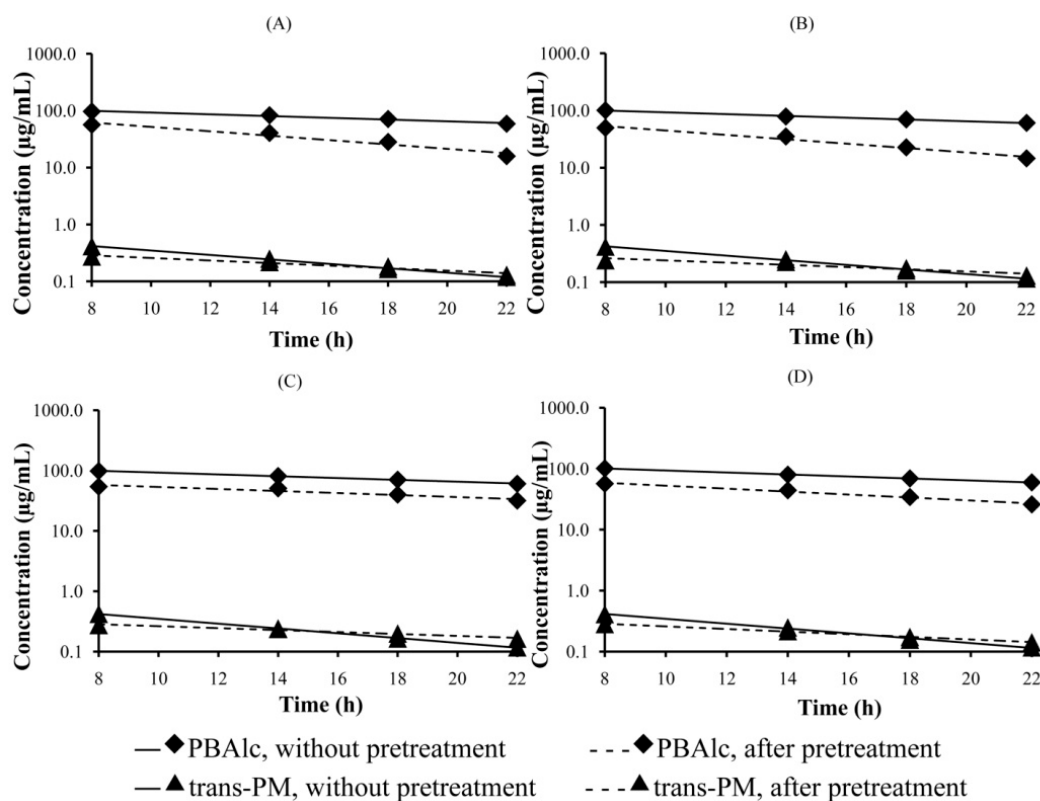 (A)
1000.0
100.0
10.0
1.0
0.1
8 10 12 14 16 18 20 22
Concentration (µg/mL)
Time (h)
(B)
1000.0
100.0
10.0
1.0
0.1
8 10 12 14 16 18 20 22
Concentration (µg/mL)
Time (h)
(C)
1000.0
100.0
10.0
1.0
0.1
8 10 12 14 16 18 20 22
Concentration (µg/mL)
Time (h)
(D)
1000.0
100.0
10.0
1.0
0.1
8 10 12 14 16 18 20 22
Concentration (µg/mL)
Time (h)
PBAlc, without pretreatment
PBAlc, after pretreatment
trans-PM, without pretreatment
trans-PM, after pretreatment